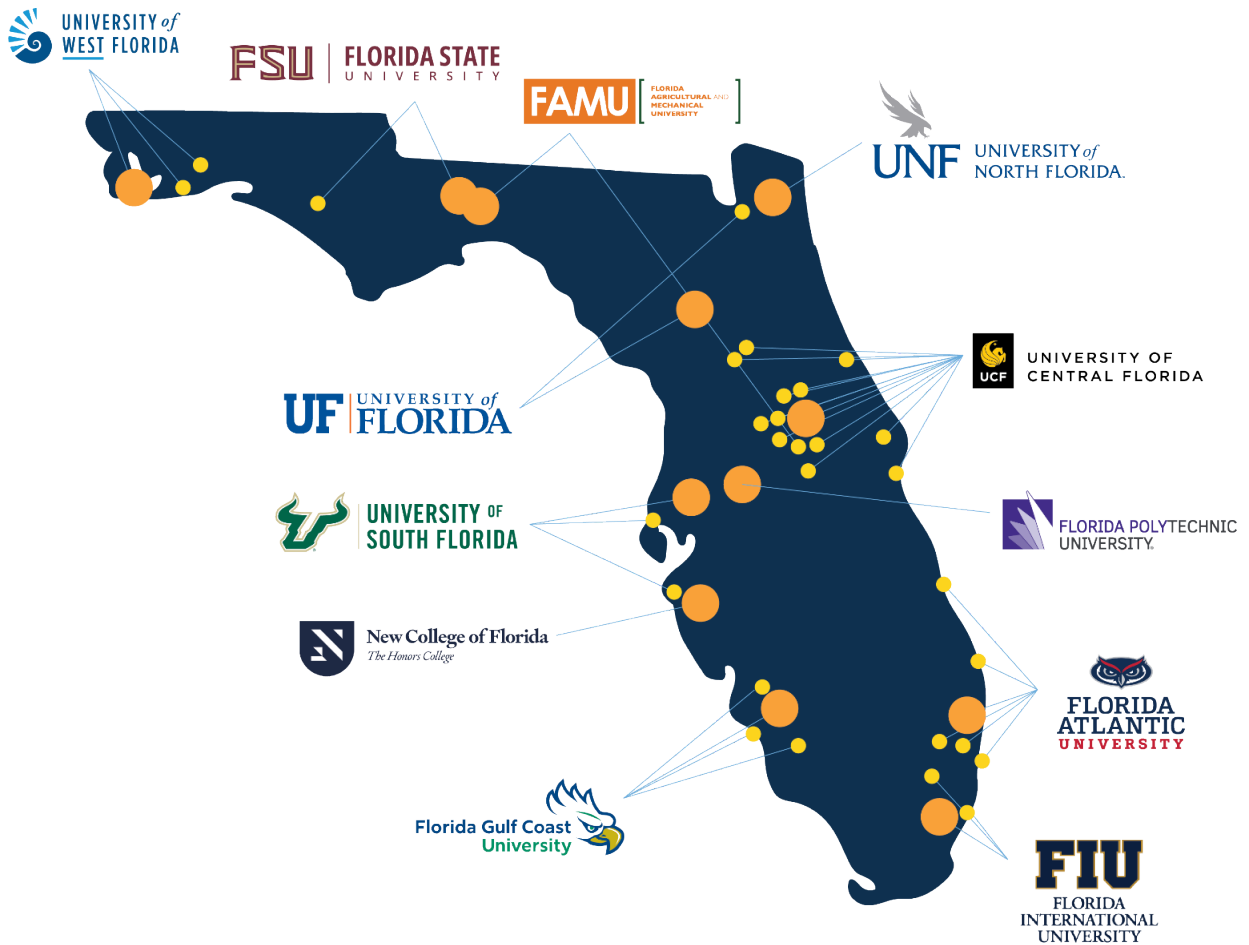 UNIVERSITY of
WEST FLORIDA
FSU
FLORIDA STATE
UNIVERSITY
FAMU
FLORIDA
AGRICULTURAL AND
MECHANICAL
UNIVERSITY
UNF
UNIVERSITY of
NORTH FLORIDA.
UCF
UNIVERSITY OF
CENTRAL FLORIDA
UF
UNIVERSITY of
FLORIDA
UNIVERSITY OF
SOUTH FLORIDA
FLORIDA POLYTECHNIC
UNIVERSITY
New College of Florida
The Honors College
FLORIDA
ATLANTIC
UNIVERSITY
Florida Gulf Coast
University
FIU
FLORIDA
INTERNATIONAL
UNIVERSITY